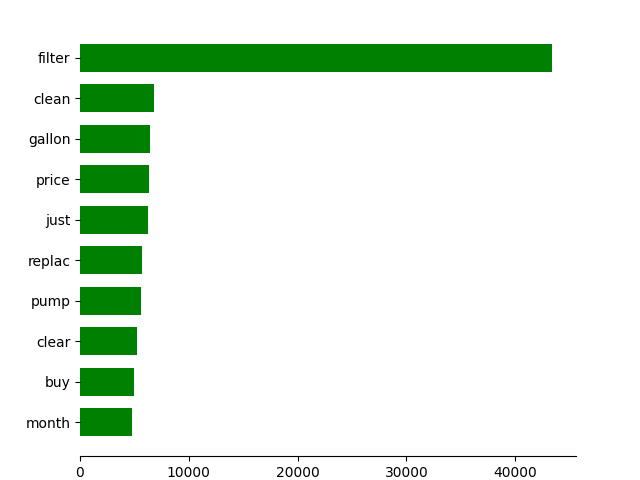 filter
clean
gallon
price
just
replac
pump
clear
buy
month
0 10000 20000 30000 40000